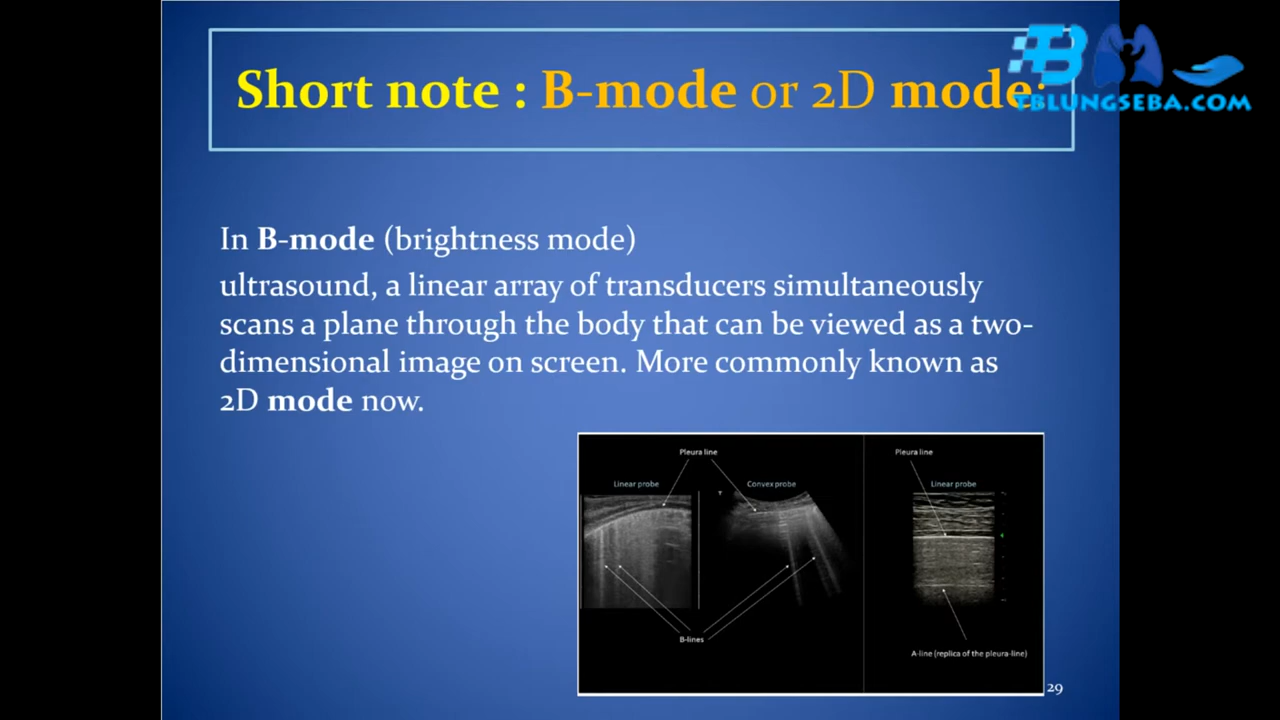 Short note : B-mode or 2D mode:
TBLUNGSEBA.COM
In B-mode (brightness mode)
ultrasound, a linear array of transducers simultaneously
scans a plane through the body that can be viewed as a two-
dimensional image on screen. More commonly known as
2D mode now.
Pleura line
Pleura line
Linear probe
Convex probe
Linear probe
B-lines
A-line (replica of the pleura-line)
29